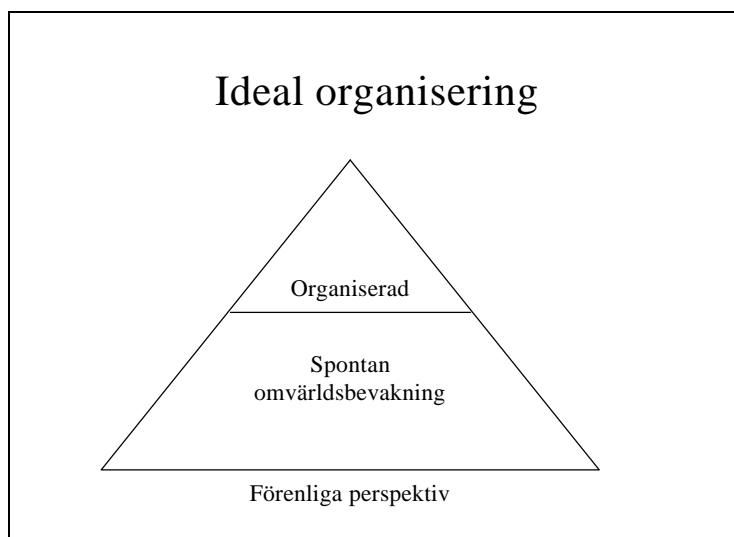 Ideal organisering
Organiserad
Spontan
omvärldsbevakning
Förenliga perspektiv